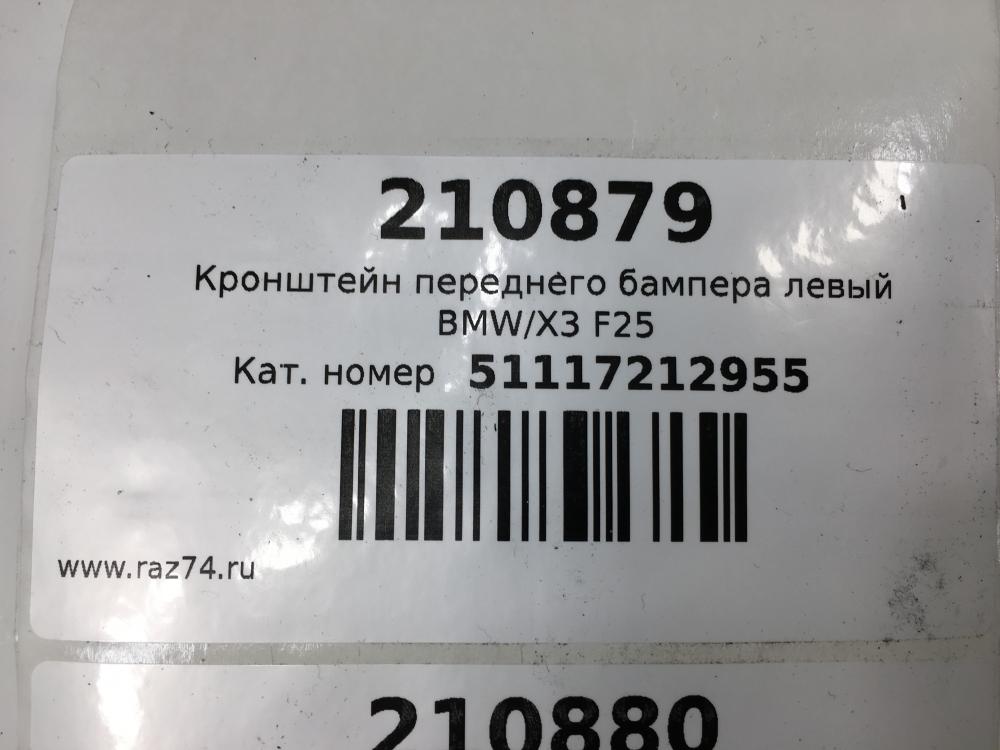 210879
Кронштейн переднего бампера левый
BMW/X3 F25
Кат. номер 51117212955
www.raz74.ru
210880